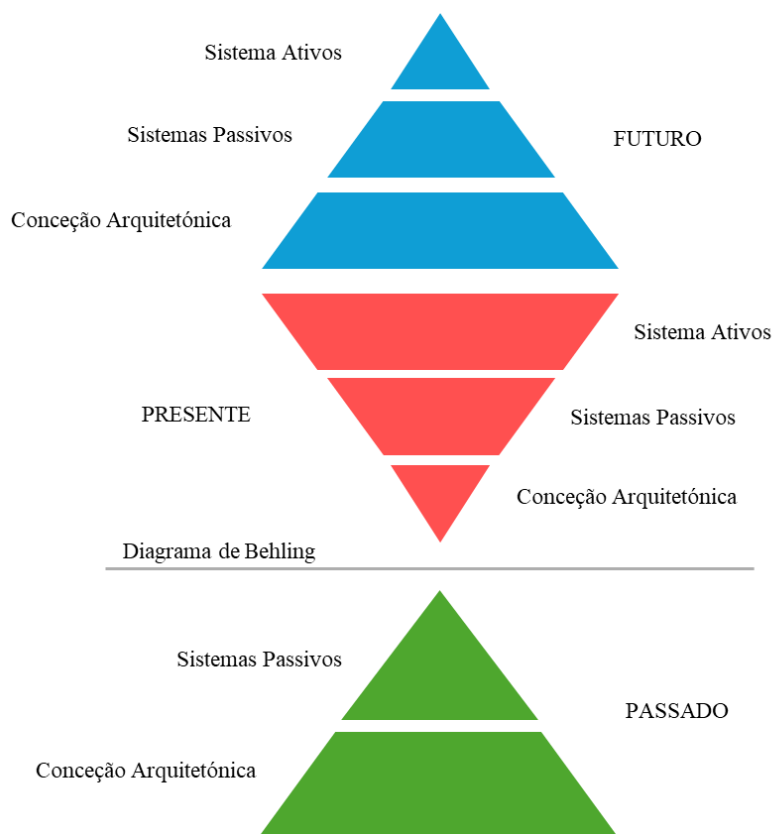 Sistema Ativos
Sistemas Passivos
FUTURO
Conceção Arquitetónica
Sistema Ativos
PRESENTE
Sistemas Passivos
Conceção Arquitetónica
Diagrama de Behling
Sistemas Passivos
PASSADO
Conceção Arquitetónica